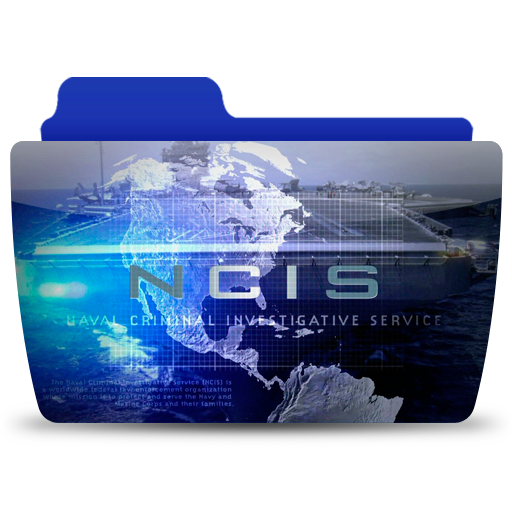 NCIS
NAVAL CRIMINAL INVESTIGATIVE SERVICE
The Naval Criminal Investigative Service (NCIS) is
a worldwide federal law enforcement organization
whose mission is to protect and serve the Navy and
Marine Corps and their families.